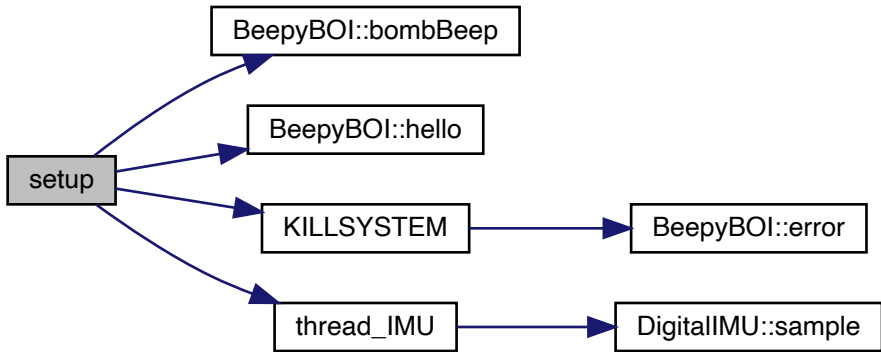 BeepyBOI::bombBeep
BeepyBOI::hello
setup
KILLSYSTEM
BeepyBOI::error
thread_IMU
DigitalIMU::sample